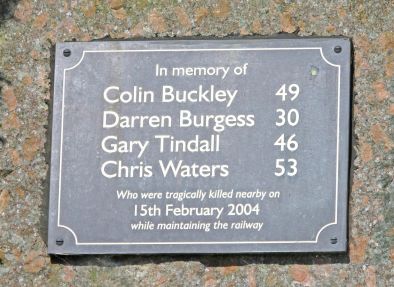 In memory of
Colin Buckley 49
Darren Burgess 30
Gary Tindall 46
Chris Waters 53
Who were tragically killed nearby on
15th February 2004
while maintaining the railway